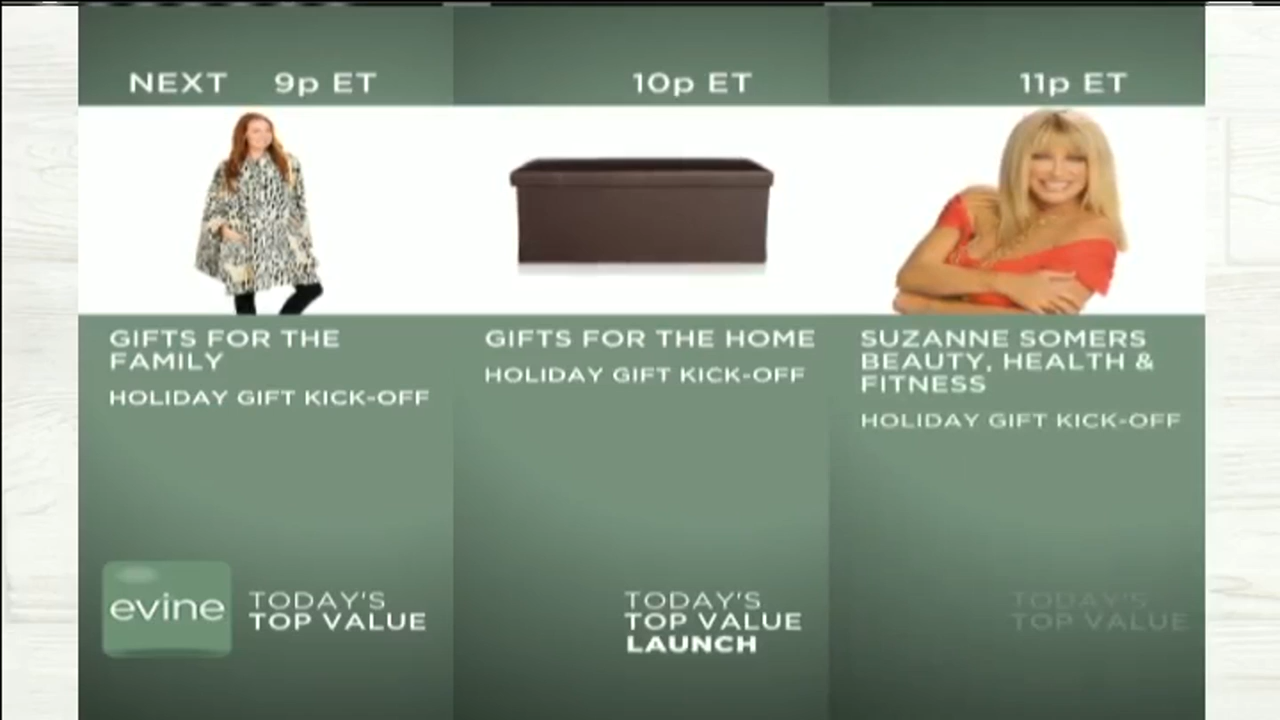 NEXT 9p ET
10p ET
11p ET
GIFTS FOR THE
FAMILY
HOLIDAY GIFT KICK-OFF
GIFTS FOR THE HOME
HOLIDAY GIFT KICK-OFF
SUZANNE SOMERS
BEAUTY, HEALTH &
FITNESS
HOLIDAY GIFT KICK-OFF
evine
TODAY'S
TOP VALUE
TODAY'S
TOP VALUE
LAUNCH
TODAY'S
TOP VALUE